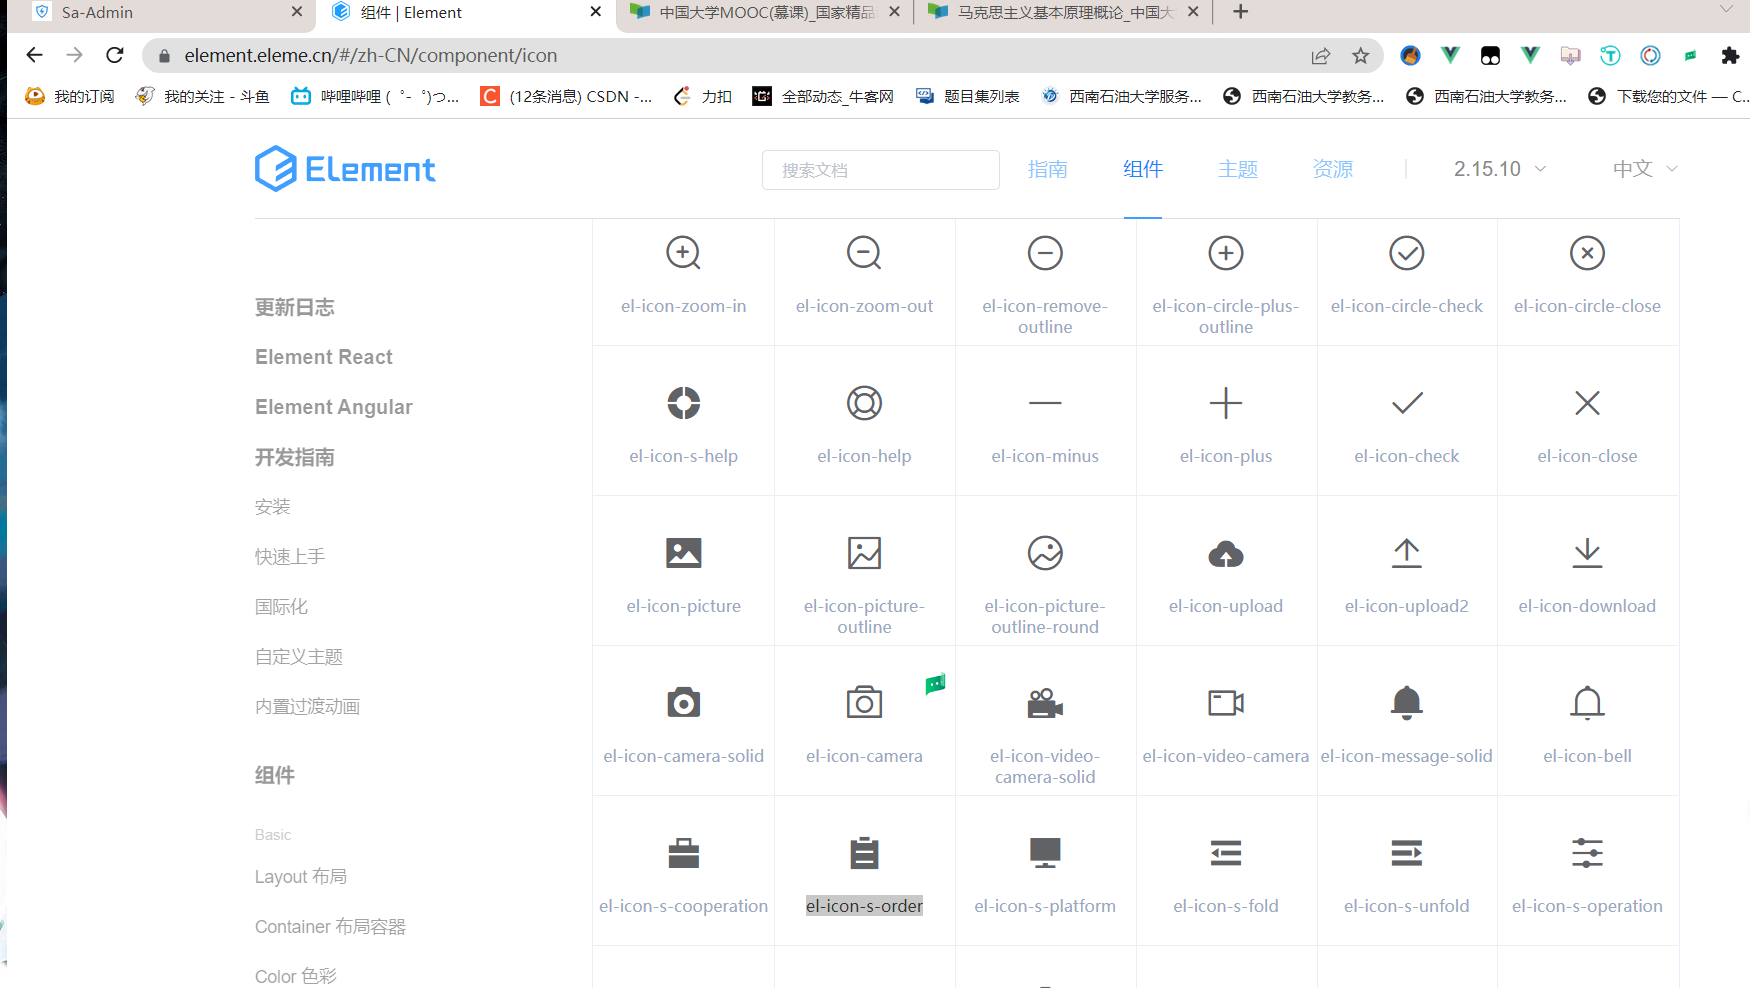 Sa-Admin
组件 | Element
中国大学MOOC(慕课)_国家精品
马克思主义基本原理概论_中国大
element.eleme.cn/#/zh-CN/component/icon
我的订阅
我的关注 - 斗鱼
哔哩哔哩 ( ゜- ゜)つ...
(12条消息) CSDN -...
力扣
全部动态_牛客网
题目集列表
西南石油大学服务...
西南石油大学教务...
西南石油大学教务...
下载您的文件 — C...
Element
搜索文档
指南
组件
主题
资源
2.15.10
中文
更新日志
Element React
Element Angular
开发指南
安装
快速上手
国际化
自定义主题
内置过渡动画
组件
Basic
Layout 布局
Container 布局容器
Color 色彩
el-icon-zoom-in
el-icon-zoom-out
el-icon-remove-
outline
el-icon-circle-plus-
outline
el-icon-circle-check
el-icon-circle-close
el-icon-s-help
el-icon-help
el-icon-minus
el-icon-plus
el-icon-check
el-icon-close
el-icon-picture
el-icon-picture-
outline
el-icon-picture-
outline-round
el-icon-upload
el-icon-upload2
el-icon-download
el-icon-camera-solid
el-icon-camera
el-icon-video-
camera-solid
el-icon-video-camera
el-icon-message-solid
el-icon-bell
el-icon-s-cooperation
el-icon-s-order
el-icon-s-platform
el-icon-s-fold
el-icon-s-unfold
el-icon-s-operation